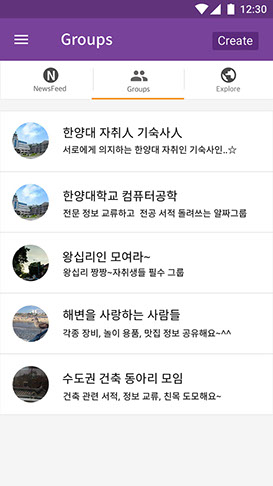 12:30
Groups
Create
N
NewsFeed
Groups
Explore
한양대 자취人 기숙사人
서로에게 의지하는 한양대 자취인 기숙사인..☆
한양대학교 컴퓨터공학
전문 정보 교류하고 전공 서적 돌려쓰는 알짜그룹
왕십리인 모여라~
왕십리 짱짱~자취생들 필수 그룹
해변을 사랑하는 사람들
각종 장비, 놀이 용품, 맛집 정보 공유해요~^^
수도권 건축 동아리 모임
건축 관련 서적, 정보 교류, 친목 도모해요~